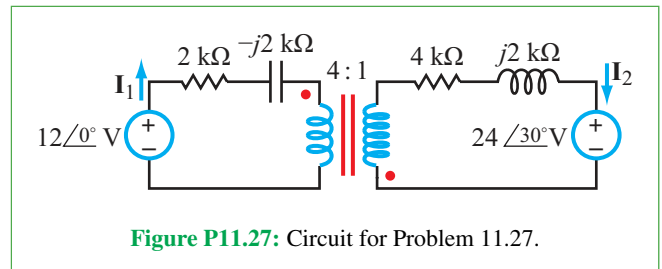 2 kΩ −j2 kΩ 4 kΩ j2 kΩ
I₁ 4 : 1 I₂
12/0° V + − 24 /30° V + −
Figure P11.27: Circuit for Problem 11.27.